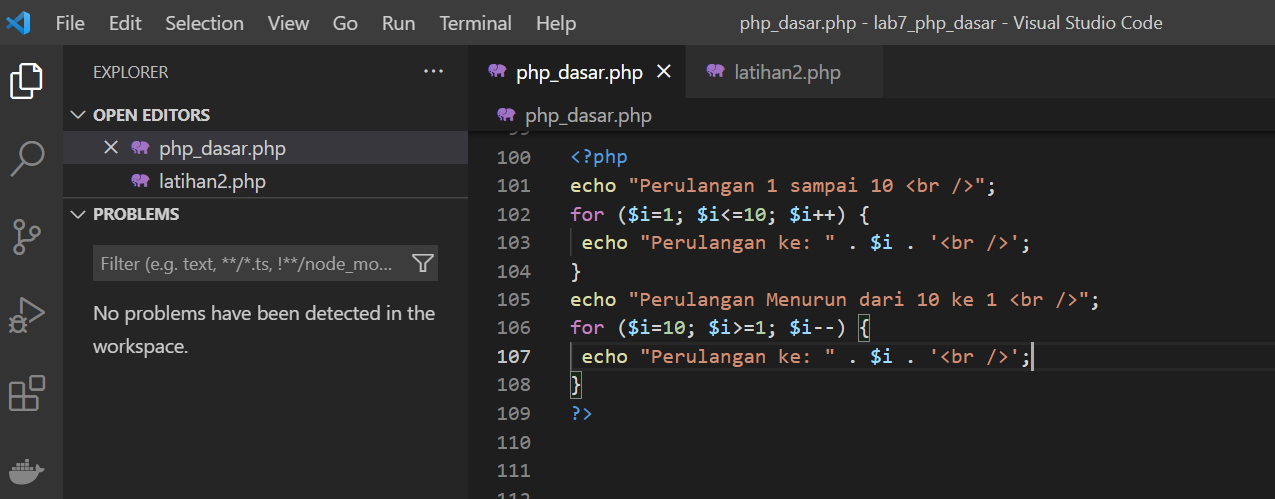 File Edit Selection View Go Run Terminal Help php_dasar.php - lab7_php_dasar - Visual Studio Code
EXPLORER ···
OPEN EDITORS
php_dasar.php
latihan2.php
PROBLEMS
Filter (e.g. text, **/*.ts, !**/node_mo...
No problems have been detected in the
workspace.
php_dasar.php latihan2.php
php_dasar.php
99
100 <?php
101 echo "Perulangan 1 sampai 10 <br />";
102 for ($i=1; $i<=10; $i++) {
103 echo "Perulangan ke: " . $i . '<br />';
104 }
105 echo "Perulangan Menurun dari 10 ke 1 <br />";
106 for ($i=10; $i>=1; $i--) {
107 echo "Perulangan ke: " . $i . '<br />';
108 }
109 ?>
110
111